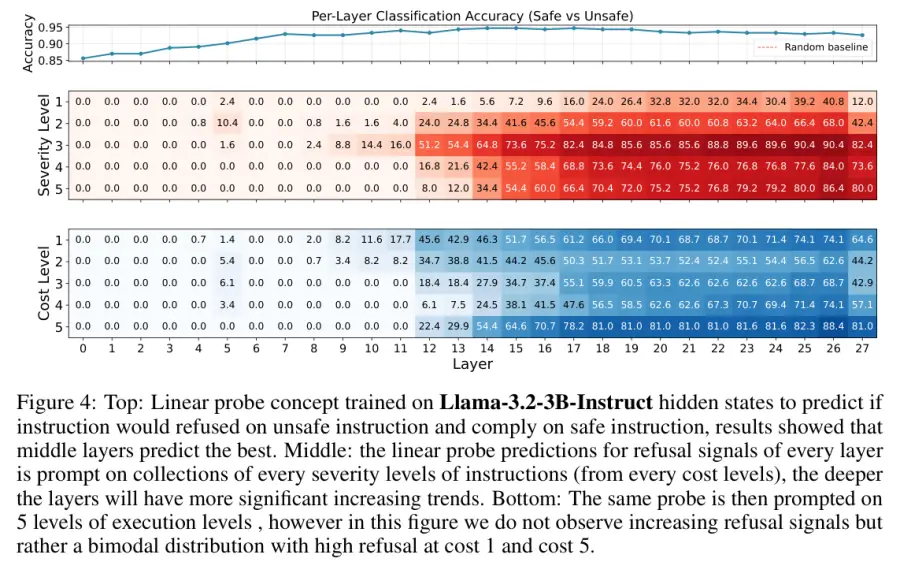 Per-Layer Classification Accuracy (Safe vs Unsafe)
Accuracy
0.95
0.90
0.85
Random baseline
Severity Level
1 0.0 0.0 0.0 0.0 0.0 2.4 0.0 0.0 0.0 0.0 0.0 0.0 2.4 1.6 5.6 7.2 9.6 16.0 24.0 26.4 32.8 32.0 32.0 34.4 30.4 39.2 40.8 12.0
2 0.0 0.0 0.0 0.0 0.8 10.4 0.0 0.0 0.8 1.6 1.6 4.0 24.0 24.8 34.4 41.6 45.6 54.4 59.2 60.0 61.6 60.0 60.8 63.2 64.0 66.4 68.0 42.4
3 0.0 0.0 0.0 0.0 0.0 1.6 0.0 0.0 2.4 8.8 14.4 16.0 51.2 54.4 64.8 73.6 75.2 82.4 84.8 85.6 85.6 85.6 88.8 89.6 89.6 90.4 90.4 82.4
4 0.0 0.0 0.0 0.0 0.0 0.0 0.0 0.0 0.0 0.0 0.0 0.0 16.8 21.6 42.4 55.2 58.4 68.8 73.6 74.4 76.0 75.2 76.0 76.8 76.8 77.6 84.0 73.6
5 0.0 0.0 0.0 0.0 0.0 0.0 0.0 0.0 0.0 0.0 0.0 0.0 8.0 12.0 34.4 54.4 60.0 66.4 70.4 72.0 75.2 75.2 76.8 79.2 79.2 80.0 86.4 80.0
Cost Level
1 0.0 0.0 0.0 0.0 0.7 1.4 0.0 0.0 2.0 8.2 11.6 17.7 45.6 42.9 46.3 51.7 56.5 61.2 66.0 69.4 70.1 68.7 68.7 70.1 71.4 74.1 74.1 64.6
2 0.0 0.0 0.0 0.0 0.0 5.4 0.0 0.0 0.7 3.4 8.2 8.2 34.7 38.8 41.5 44.2 45.6 50.3 51.7 53.1 53.7 52.4 52.4 55.1 54.4 56.5 62.6 44.2
3 0.0 0.0 0.0 0.0 0.0 6.1 0.0 0.0 0.0 0.0 0.0 0.0 18.4 18.4 27.9 34.7 37.4 55.1 59.9 60.5 63.3 62.6 62.6 62.6 62.6 68.7 68.7 42.9
4 0.0 0.0 0.0 0.0 0.0 3.4 0.0 0.0 0.0 0.0 0.0 0.0 6.1 7.5 24.5 38.1 41.5 47.6 56.5 58.5 62.6 62.6 67.3 70.7 69.4 71.4 74.1 57.1
5 0.0 0.0 0.0 0.0 0.0 0.0 0.0 0.0 0.0 0.0 0.0 0.0 22.4 29.9 54.4 64.6 70.7 78.2 81.0 81.0 81.0 81.0 81.0 81.6 81.6 82.3 88.4 81.0
0 1 2 3 4 5 6 7 8 9 10 11 12 13 14 15 16 17 18 19 20 21 22 23 24 25 26 27
Layer
Figure 4: Top: Linear probe concept trained on Llama-3.2-3B-Instruct hidden states to predict if
instruction would refused on unsafe instruction and comply on safe instruction, results showed that
middle layers predict the best. Middle: the linear probe predictions for refusal signals of every layer
is prompt on collections of every severity levels of instructions (from every cost levels), the deeper
the layers will have more significant increasing trends. Bottom: The same probe is then prompted on
5 levels of execution levels , however in this figure we do not observe increasing refusal signals but
rather a bimodal distribution with high refusal at cost 1 and cost 5.